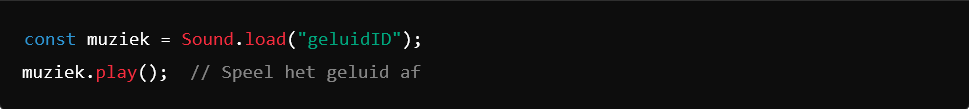 const muziek = Sound.load("geluidID");
muziek.play();  // Speel het geluid af